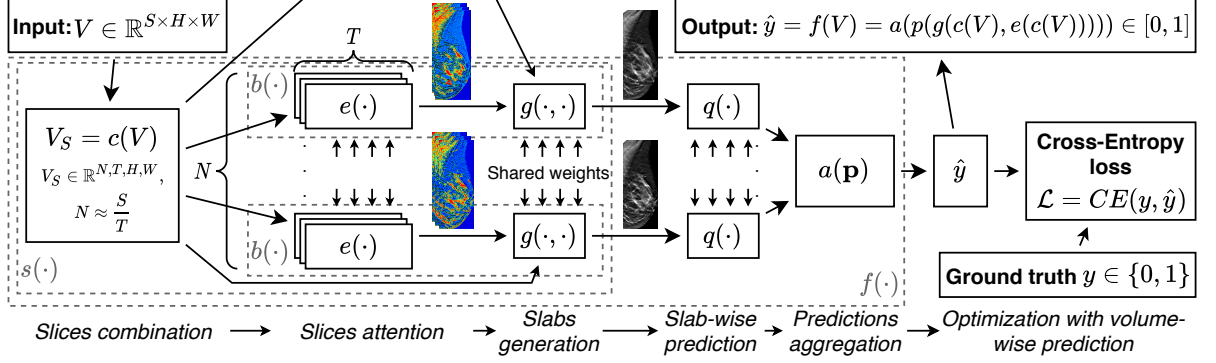 Input: V ∈ ℝ^{S×H×W}
Output: ŷ = f(V) = a(p(g(c(V), e(c(V))))) ∈ [0, 1]
T
b(·)
e(·)
g(·, ·)
q(·)
V_S = c(V)
V_S ∈ ℝ^{N,T,H,W},
N ≈ S/T
N
Shared weights
a(𝐩)
ŷ
Cross-Entropy
loss
ℒ = CE(y, ŷ)
b(·)
e(·)
g(·, ·)
q(·)
s(·)
f(·)
Ground truth y ∈ {0, 1}
Slices combination
Slices attention
Slabs
generation
Slab-wise
prediction
Predictions
aggregation
Optimization with volume-
wise prediction